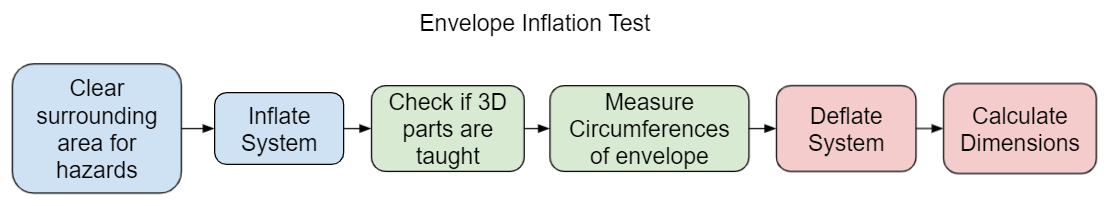 Envelope Inflation Test
Clear
surrounding
area for
hazards
Inflate
System
Check if 3D
parts are
taught
Measure
Circumferences
of envelope
Deflate
System
Calculate
Dimensions